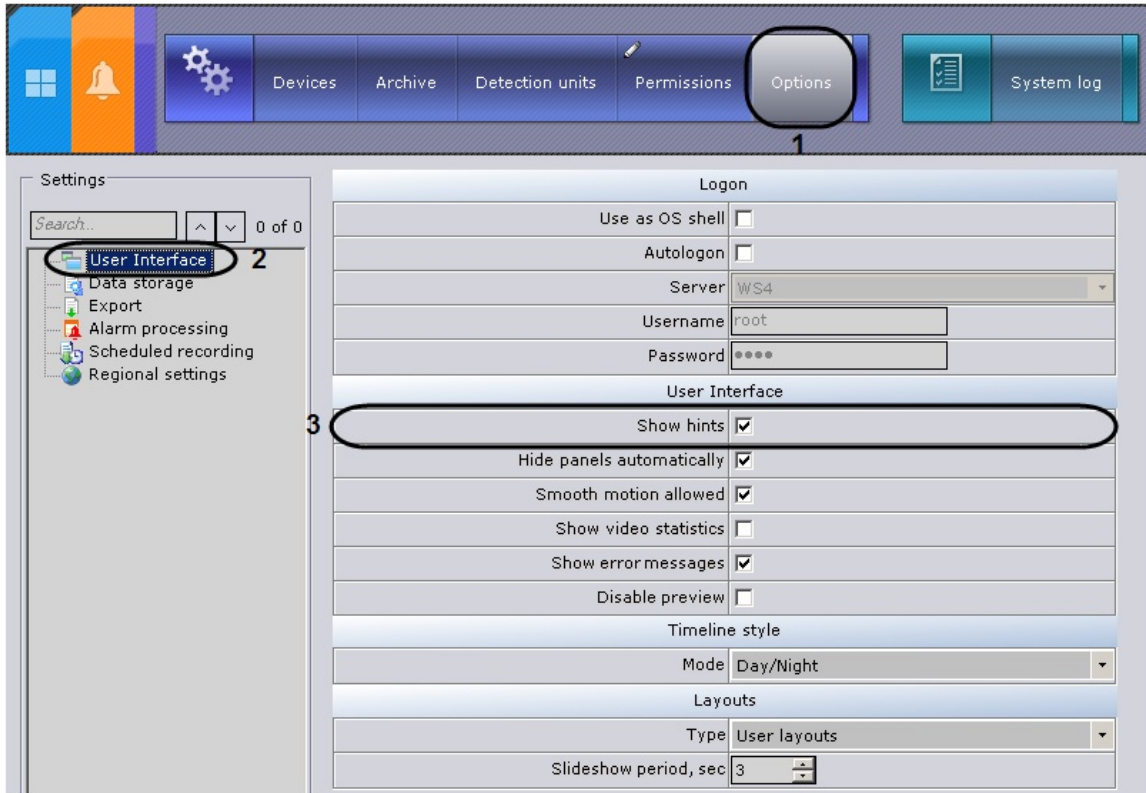 Devices
Archive
Detection units
Permissions
Options
System log
1
Settings
Search...
0 of 0
User Interface
2
Data storage
Export
Alarm processing
Scheduled recording
Regional settings
Logon
Use as OS shell
Autologon
Server WS4
Username root
Password ••••
User Interface
3
Show hints
Hide panels automatically
Smooth motion allowed
Show video statistics
Show error messages
Disable preview
Timeline style
Mode Day/Night
Layouts
Type User layouts
Slideshow period, sec 3